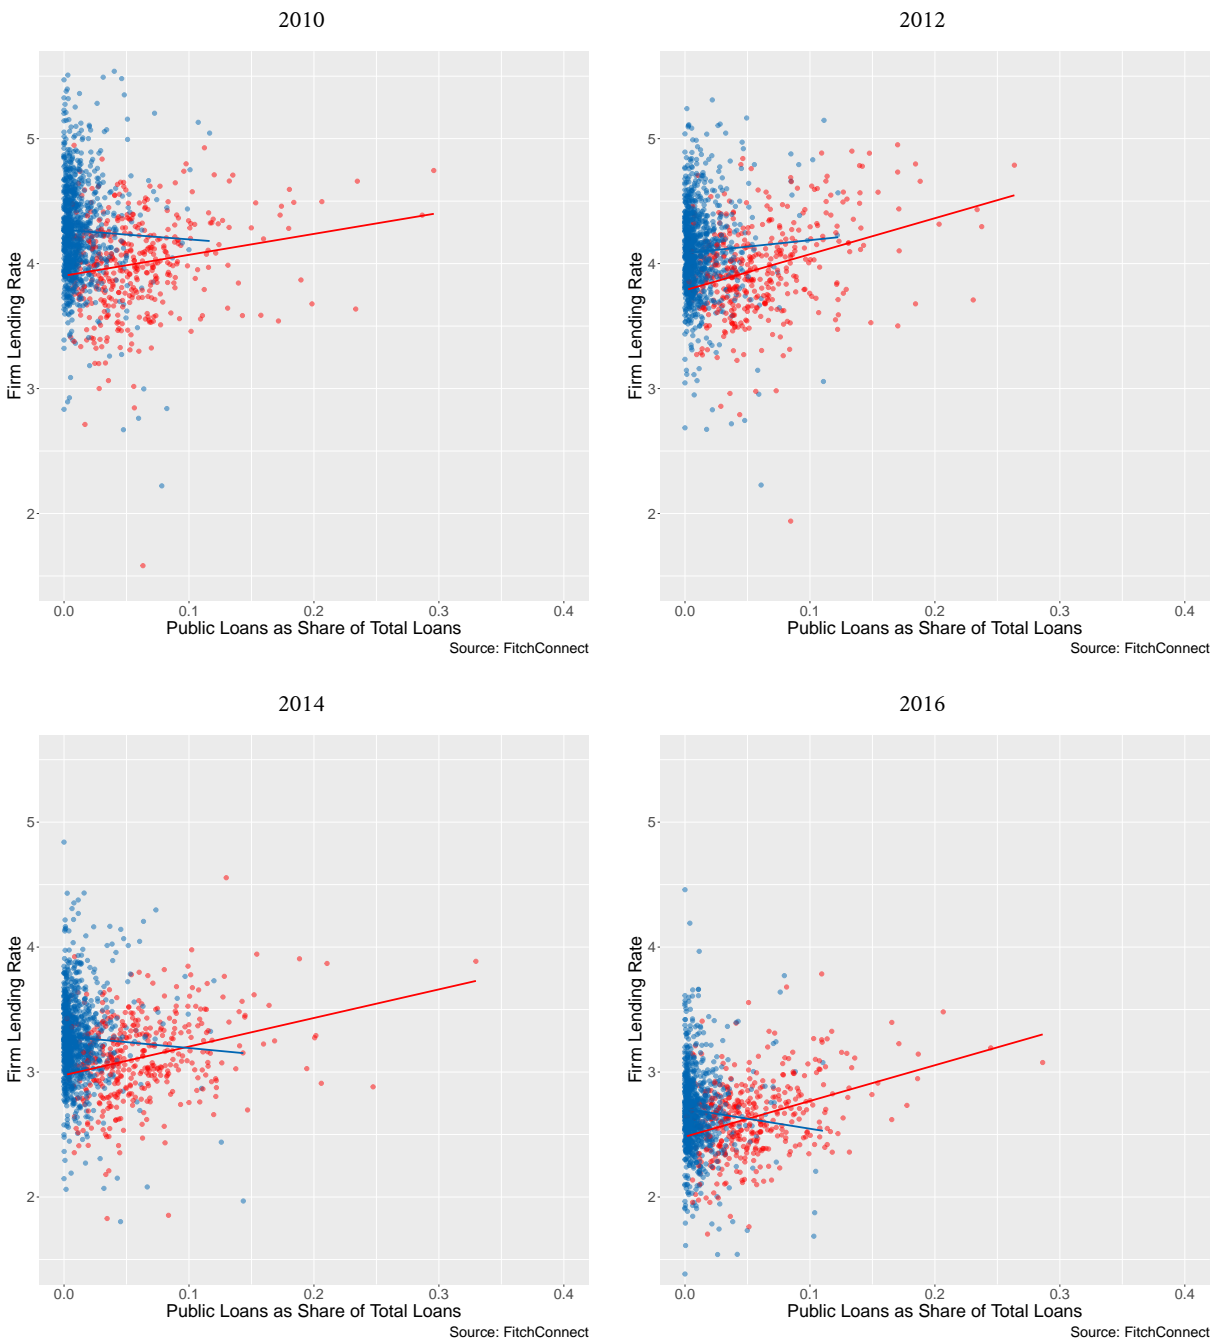 2010
5
4
3
2
Firm Lending Rate
0.0 0.1 0.2 0.3 0.4
Public Loans as Share of Total Loans
Source: FitchConnect
2012
5
4
3
2
Firm Lending Rate
0.0 0.1 0.2 0.3 0.4
Public Loans as Share of Total Loans
Source: FitchConnect
2014
5
4
3
2
Firm Lending Rate
0.0 0.1 0.2 0.3 0.4
Public Loans as Share of Total Loans
Source: FitchConnect
2016
5
4
3
2
Firm Lending Rate
0.0 0.1 0.2 0.3 0.4
Public Loans as Share of Total Loans
Source: FitchConnect